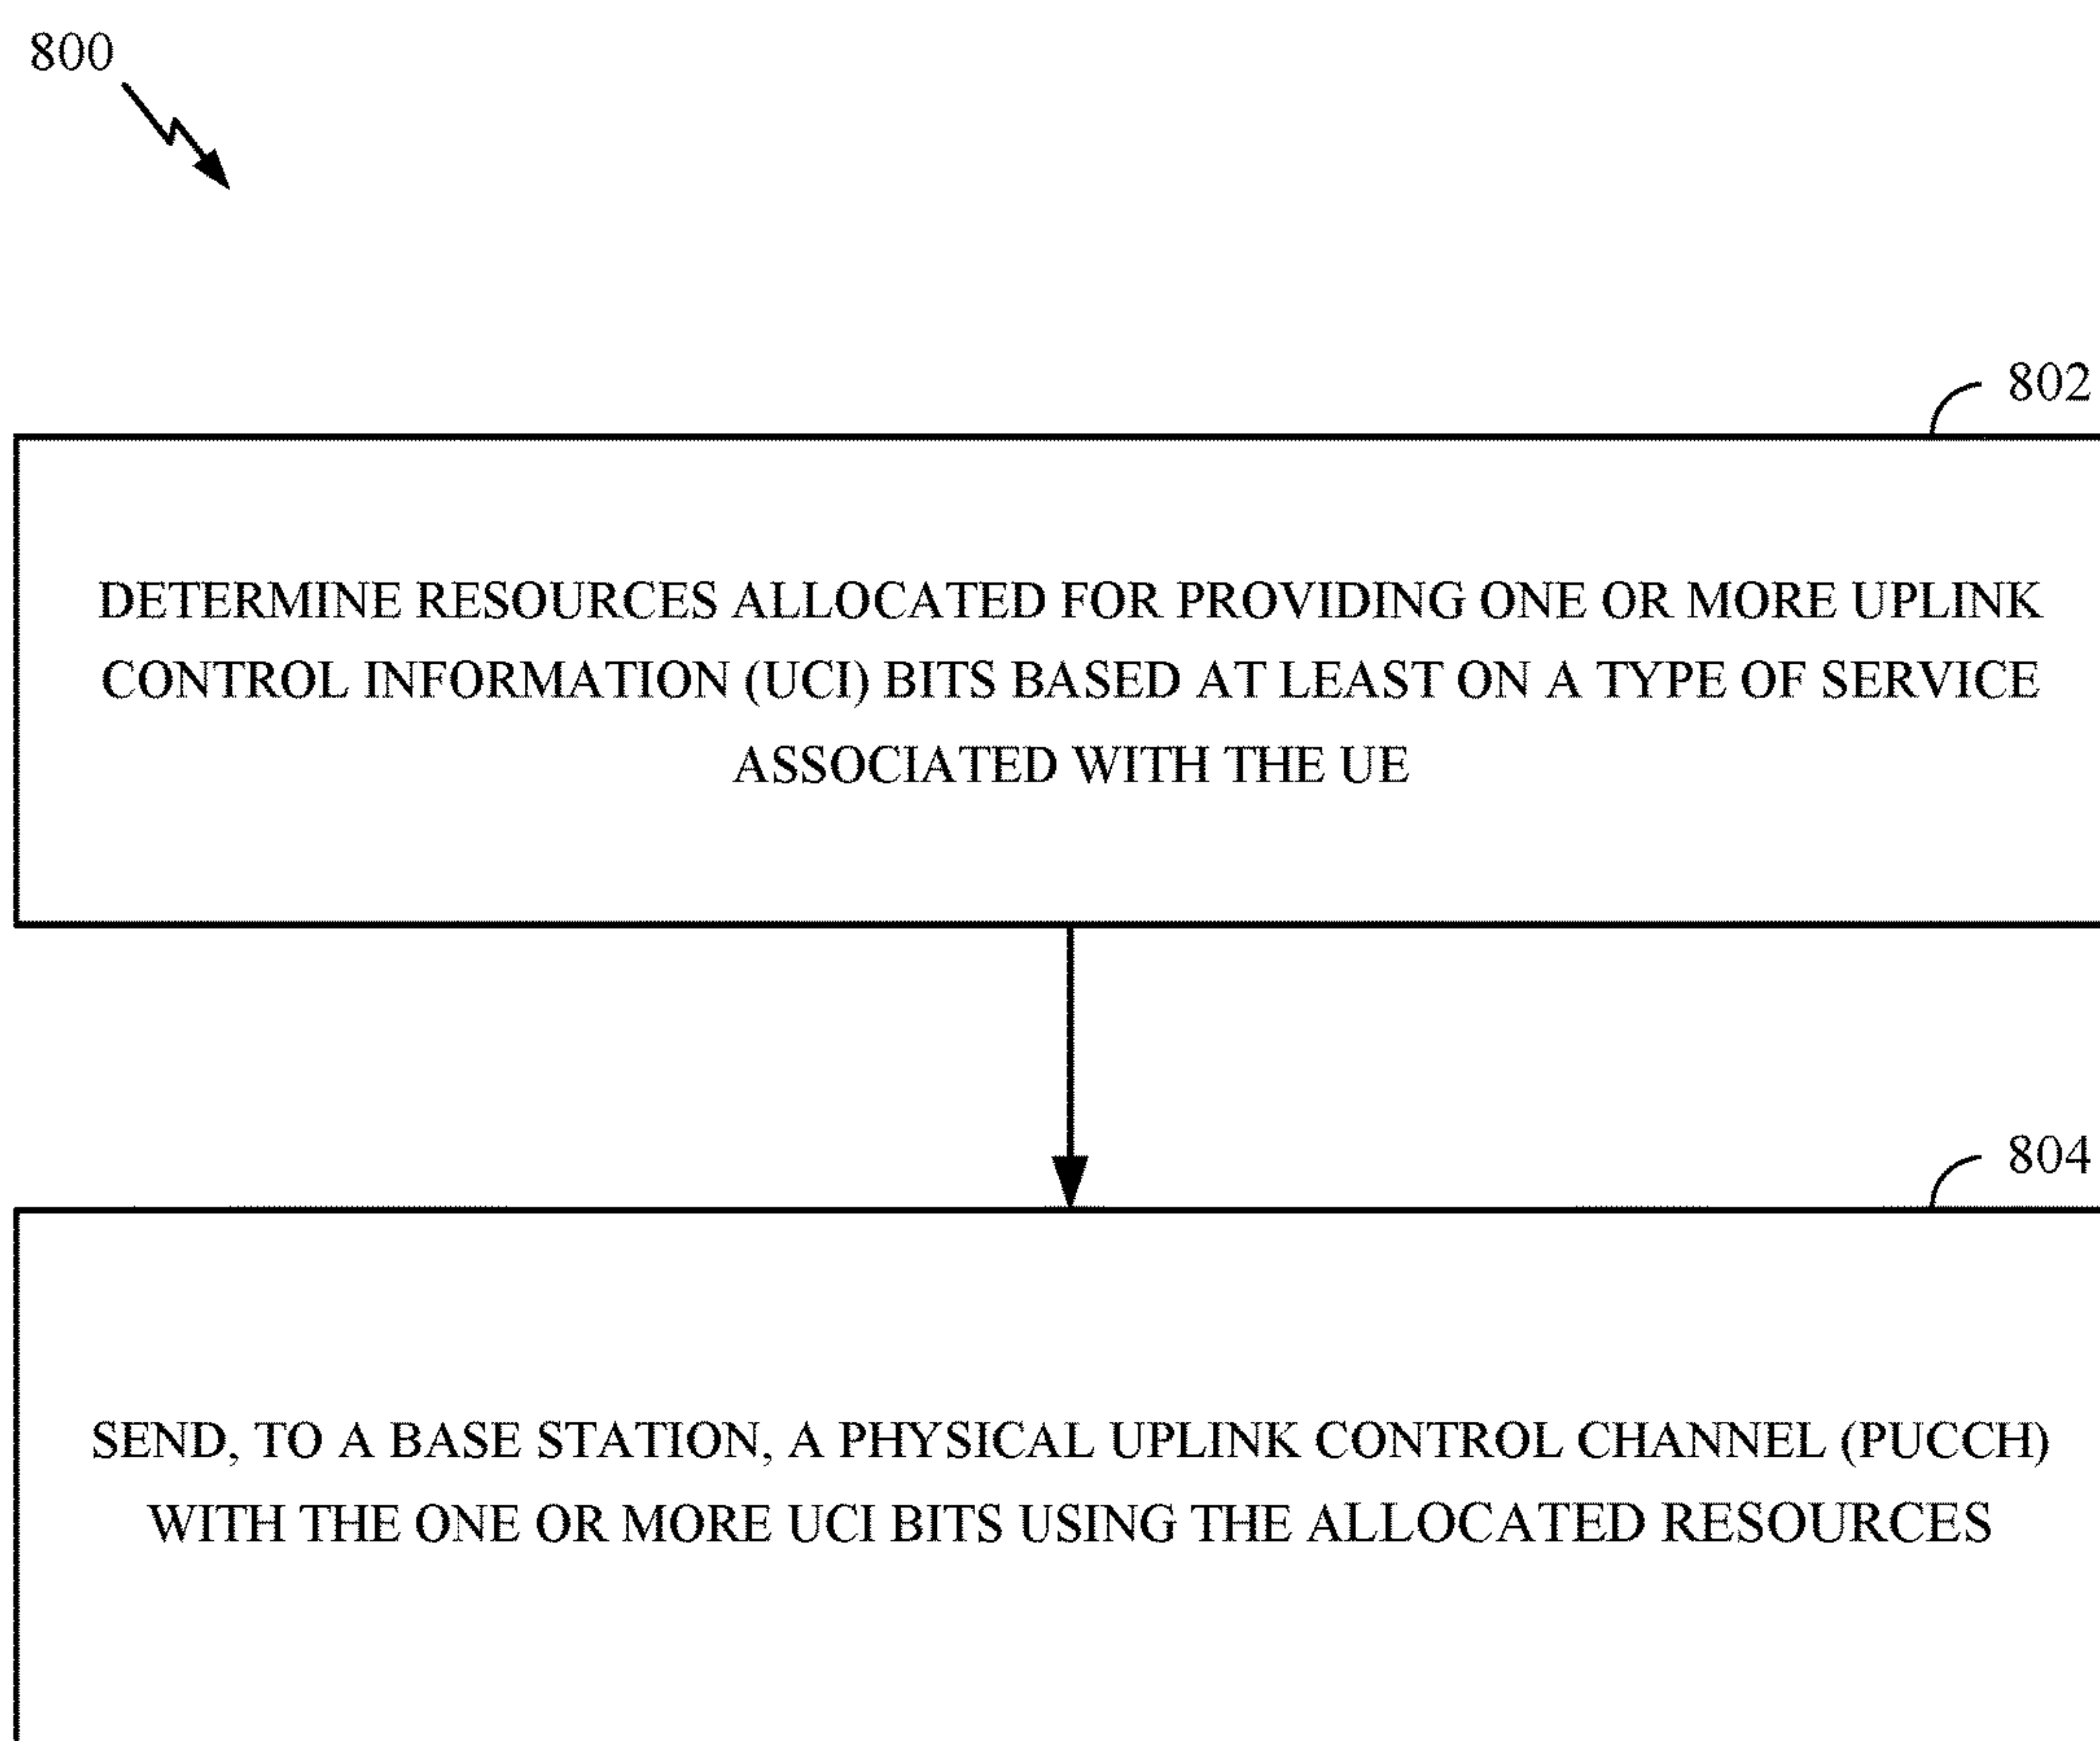 800
802
DETERMINE RESOURCES ALLOCATED FOR PROVIDING ONE OR MORE UPLINK
CONTROL INFORMATION (UCI) BITS BASED AT LEAST ON A TYPE OF SERVICE
ASSOCIATED WITH THE UE
804
SEND, TO A BASE STATION, A PHYSICAL UPLINK CONTROL CHANNEL (PUCCH)
WITH THE ONE OR MORE UCI BITS USING THE ALLOCATED RESOURCES